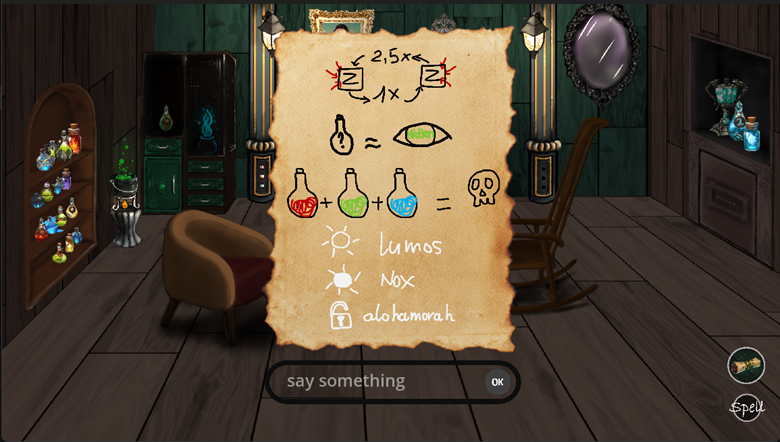 2,5x
Z Z
1x
? ≈
+ + =
lumos
Nox
alohamorah
say something
OK
Spell